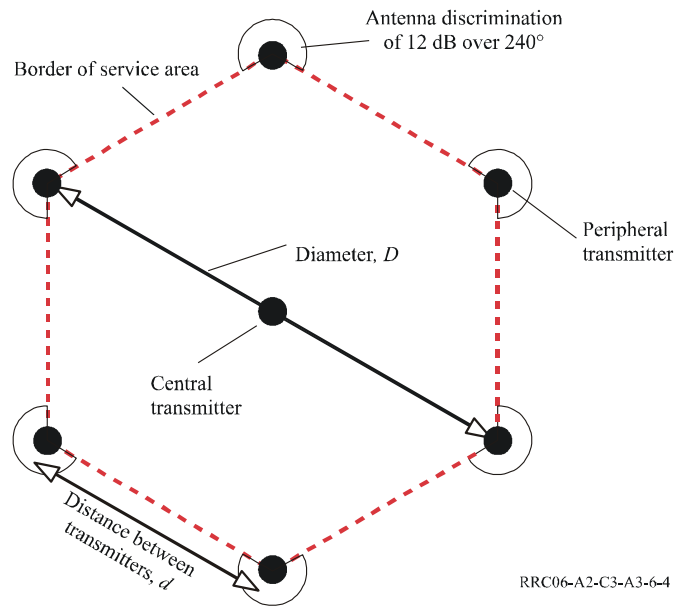 Antenna discrimination
of 12 dB over 240°
Border of service area
Peripheral
transmitter
Diameter, D
Central
transmitter
Distance between
transmitters, d
RRC06-A2-C3-A3-6-4